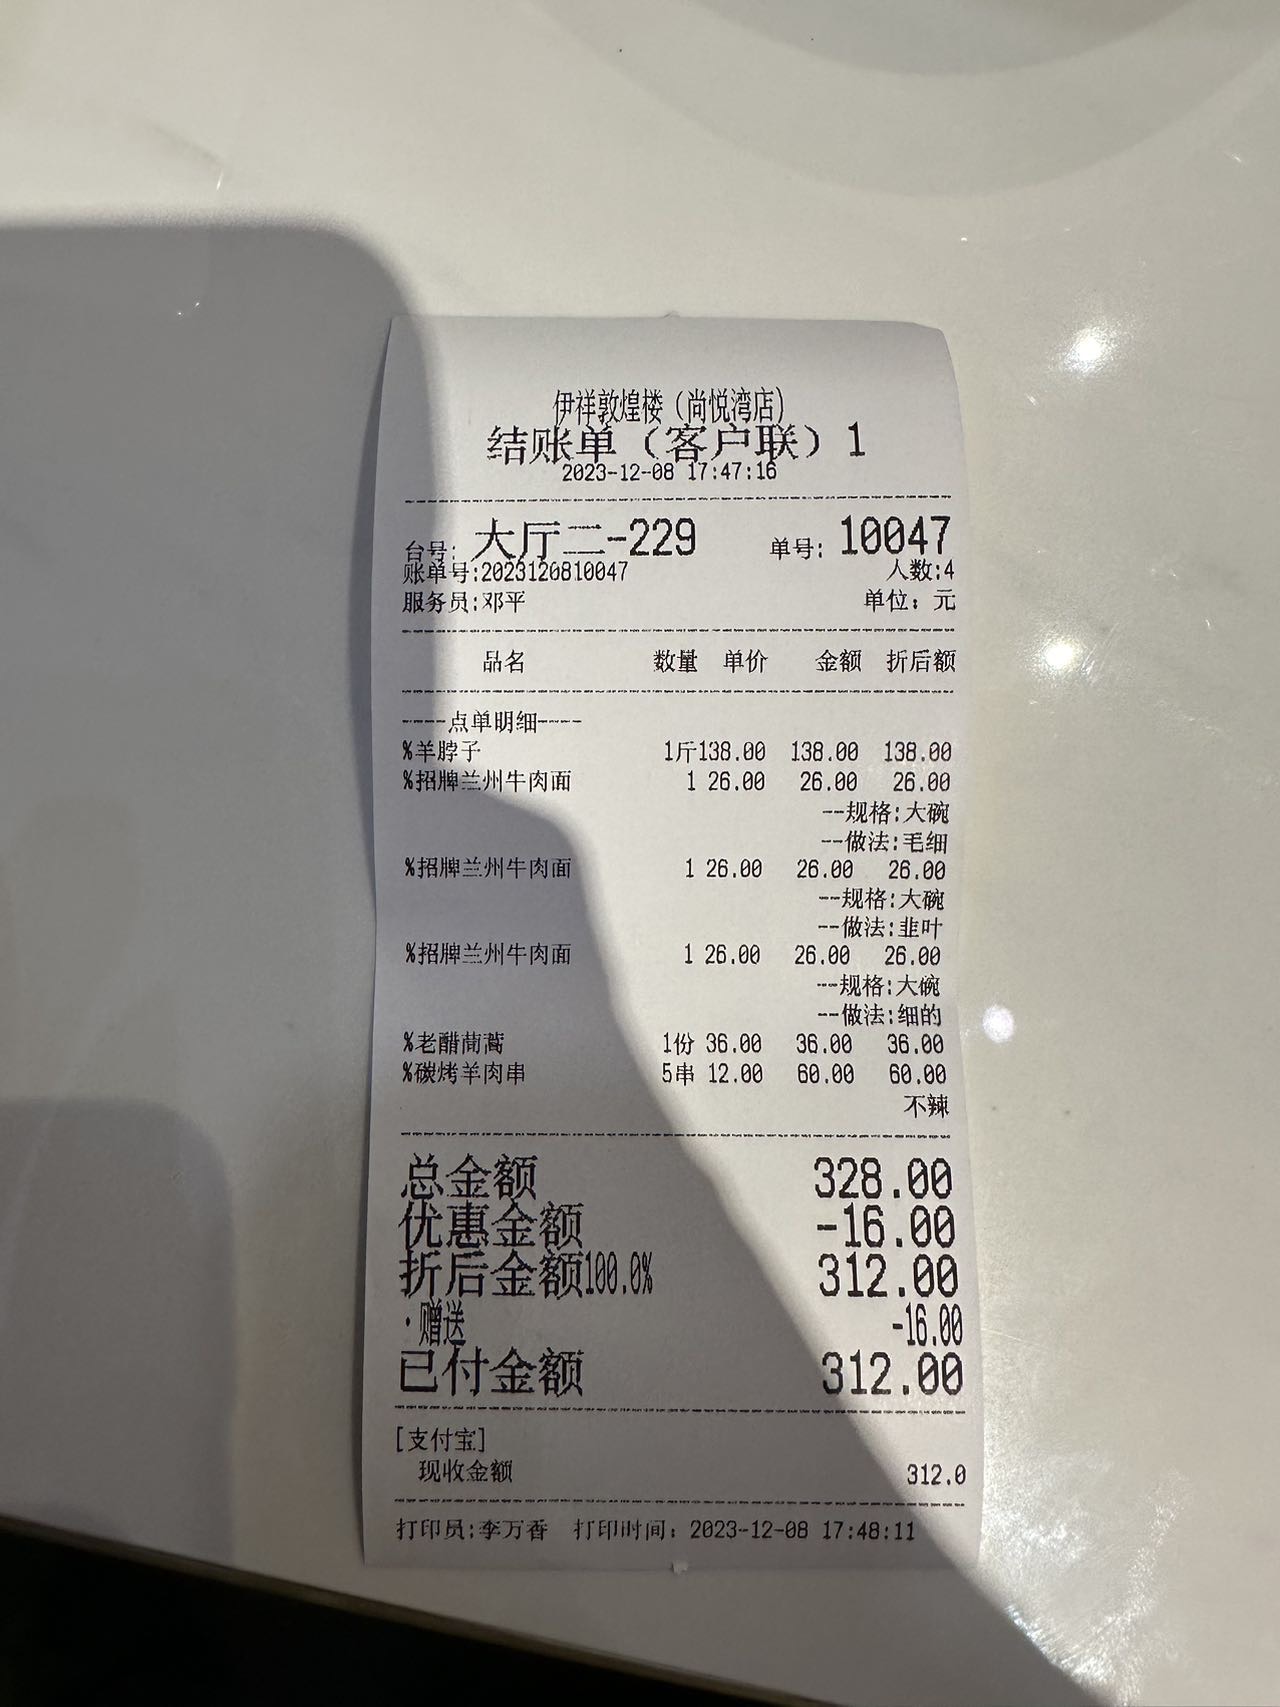 伊祥敦煌楼（尚悦湾店）
结账单（客户联）1
2023-12-08 17:47:16
台号: 大厅二-229 单号: 10047
账单号:2023120810047 人数:4
服务员:邓平 单位: 元
品名 数量 单价 金额 折后额
----点单明细----
%羊脖子 1斤138.00 138.00 138.00
%招牌兰州牛肉面 1 26.00 26.00 26.00
--规格:大碗
--做法:毛细
%招牌兰州牛肉面 1 26.00 26.00 26.00
--规格:大碗
--做法:韭叶
%招牌兰州牛肉面 1 26.00 26.00 26.00
--规格:大碗
--做法:细的
%老醋茼蒿 1份 36.00 36.00 36.00
%碳烤羊肉串 5串 12.00 60.00 60.00
不辣
总金额 328.00
优惠金额 -16.00
折后金额100.0% 312.00
·赠送 -16.00
已付金额 312.00
[支付宝]
现收金额 312.0
打印员:李万香 打印时间: 2023-12-08 17:48:11